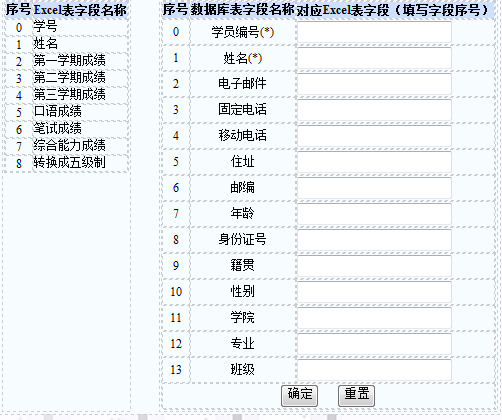 序号 Excel表字段名称
0 学号
1 姓名
2 第一学期成绩
3 第二学期成绩
4 第三学期成绩
5 口语成绩
6 笔试成绩
7 综合能力成绩
8 转换成五级制
序号 数据库表字段名称 对应Excel表字段（填写字段序号）
0 学员编号(*)
1 姓名(*)
2 电子邮件
3 固定电话
4 移动电话
5 住址
6 邮编
7 年龄
8 身份证号
9 籍贯
10 性别
11 学院
12 专业
13 班级
确定 重置